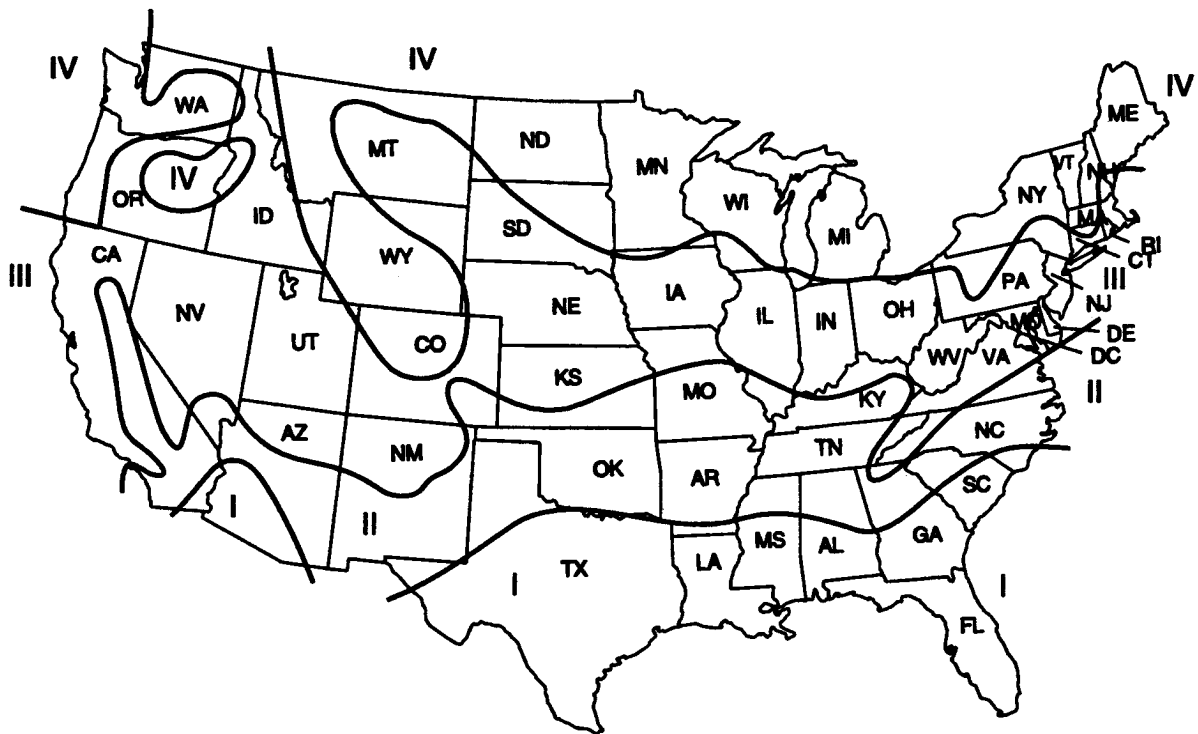 IV
IV
IV
WA
ME
MT
ND
VT
NH
MN
OR
IV
ID
SD
WI
MI
NY
MA
RI
CT
III
CA
WY
III
NV
NE
IA
IL
IN
OH
PA
NJ
UT
CO
MD
DE
DC
WV
VA
KS
MO
KY
II
AZ
NM
OK
AR
TN
NC
SC
I
II
I
TX
LA
MS
AL
GA
I
FL